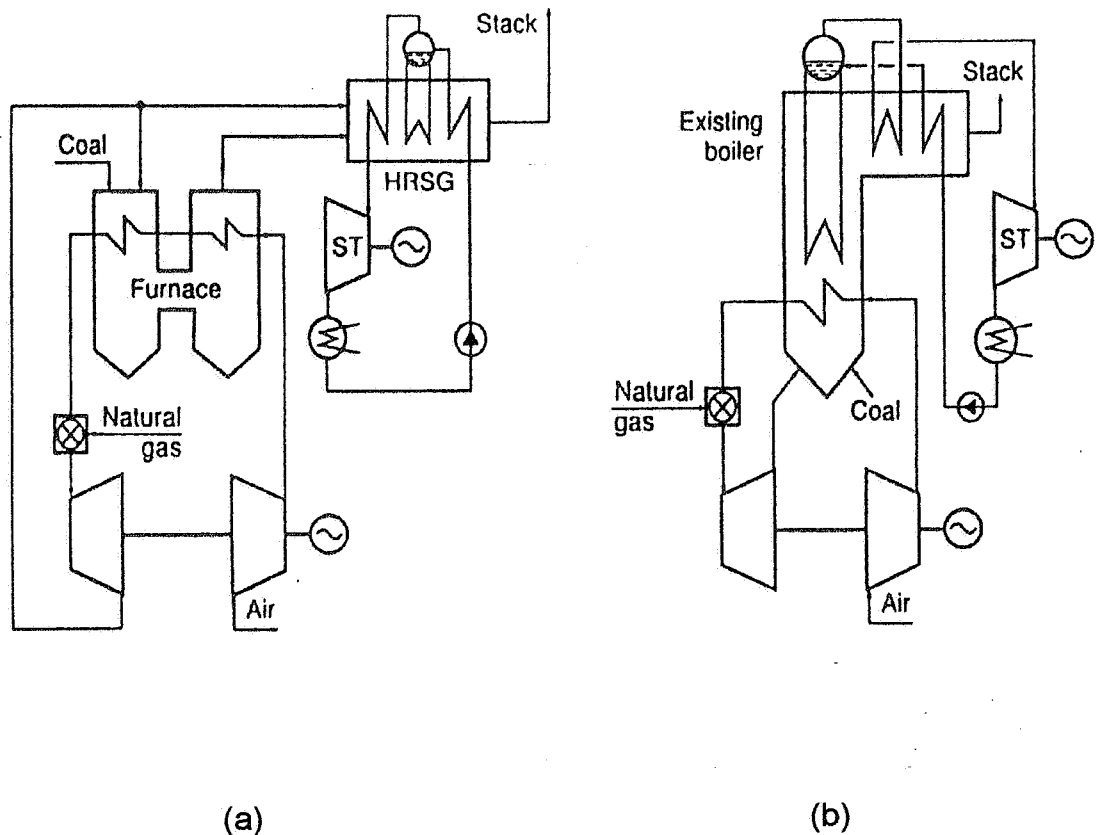 Stack
Coal
HRSG
ST
Furnace
Natural
gas
Air
(a)
Stack
Existing
boiler
ST
Natural
gas
Coal
Air
(b)